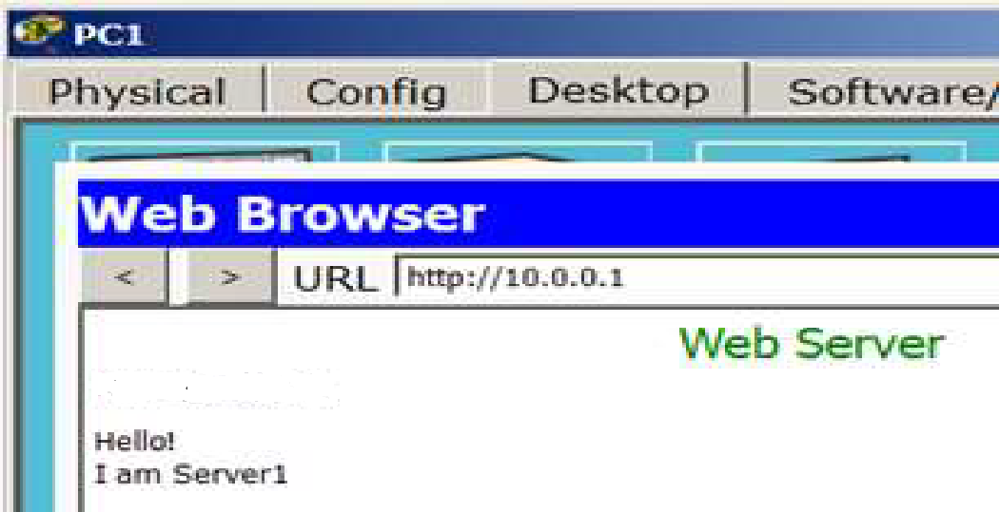 PC1
Physical Config Desktop Software/
Web Browser
< > URL http://10.0.0.1
Web Server
Hello!
I am Server1